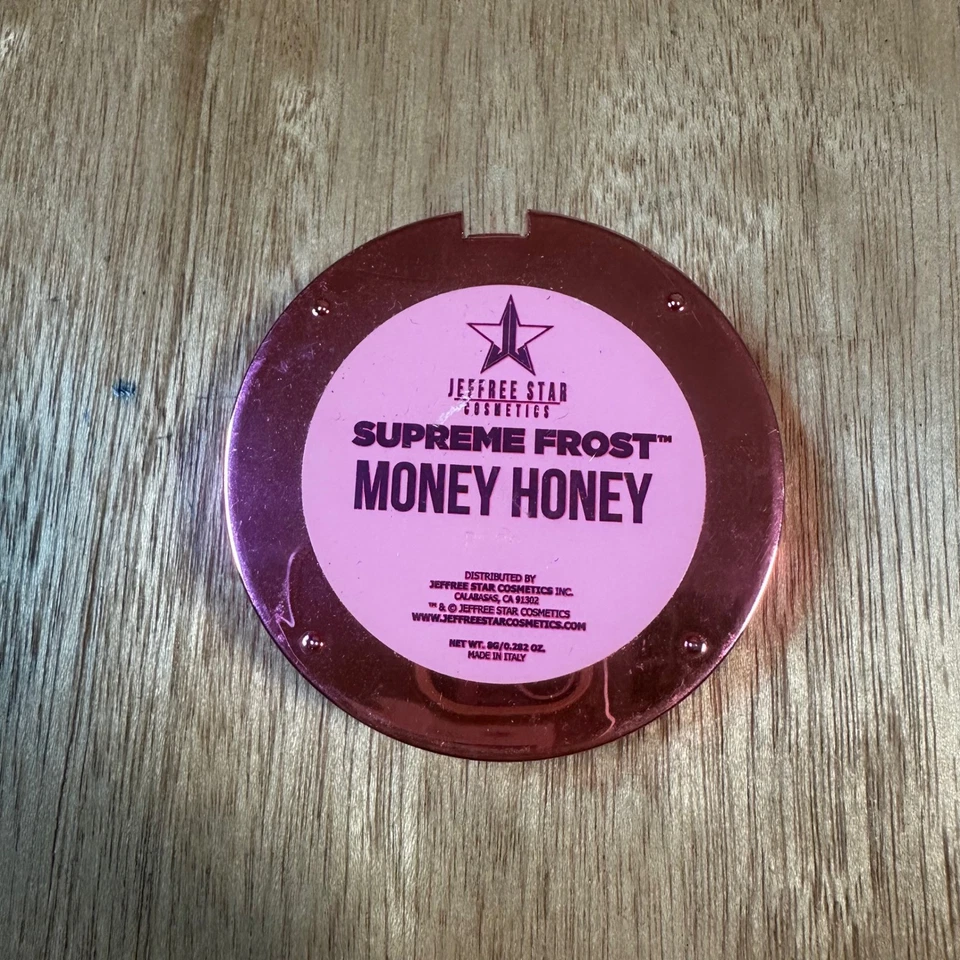 JEFFREE STAR
COSMETICS
SUPREME FROST™
MONEY HONEY
DISTRIBUTED BY
JEFFREE STAR COSMETICS INC.
CALABASAS, CA 91302
™ & © JEFFREE STAR COSMETICS
WWW.JEFFREESTARCOSMETICS.COM
NET WT. 8G/0.282 OZ.
MADE IN ITALY